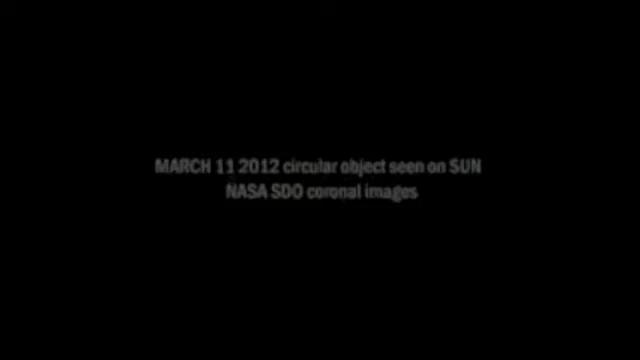 MARCH 11 2012 circular object seen on SUN
NASA SDO coronal images